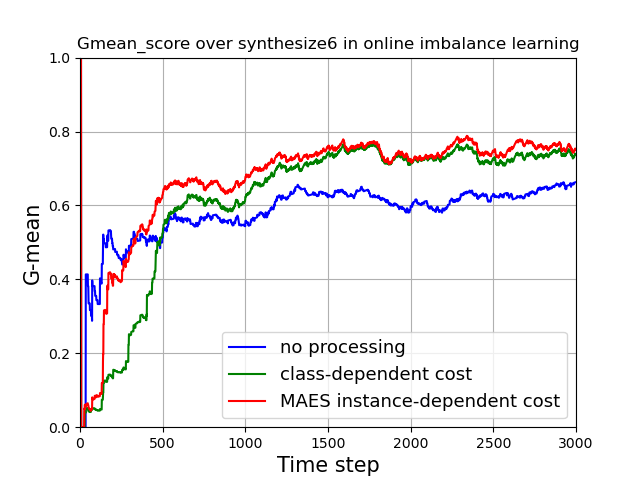 Gmean_score over synthesize6 in online imbalance learning
1.0
0.8
0.6
0.4
0.2
0.0
G-mean
no processing
class-dependent cost
MAES instance-dependent cost
0 500 1000 1500 2000 2500 3000
Time step